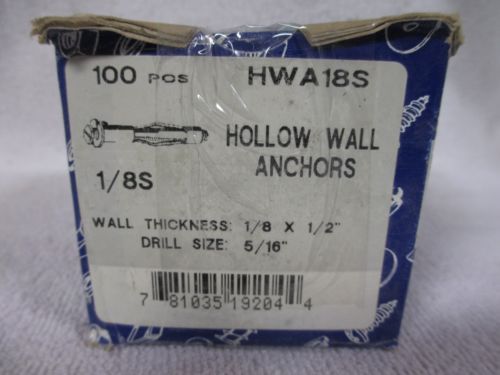 100 PCS HWA18S
HOLLOW WALL
ANCHORS
1/8S
WALL THICKNESS: 1/8 X 1/2"
DRILL SIZE: 5/16"
7 81035 19204 4